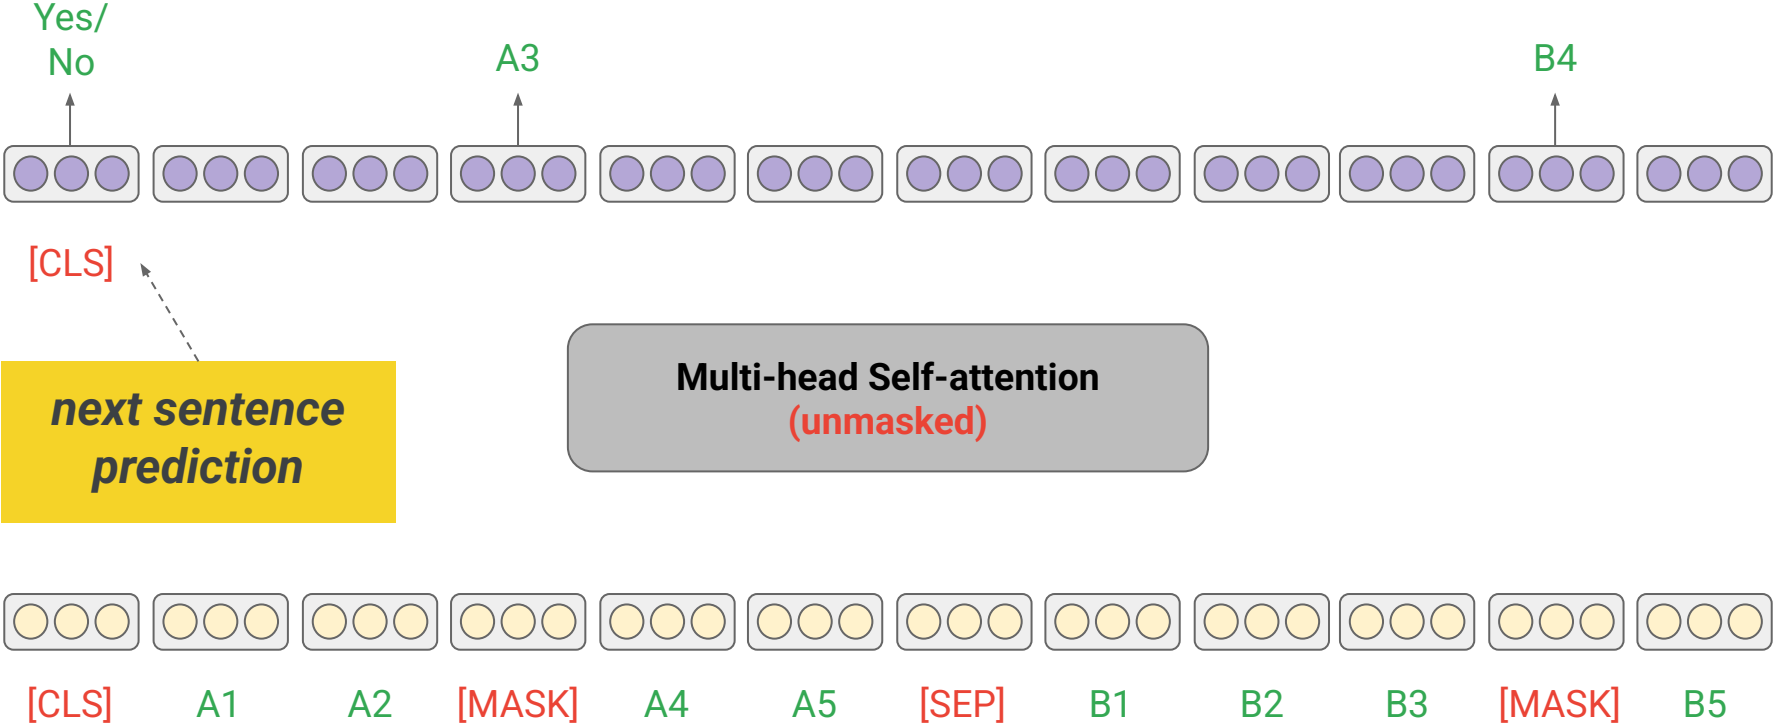 Yes/
No
A3
B4
[CLS]
next sentence
prediction
Multi-head Self-attention
(unmasked)
[CLS] A1 A2 [MASK] A4 A5 [SEP] B1 B2 B3 [MASK] B5